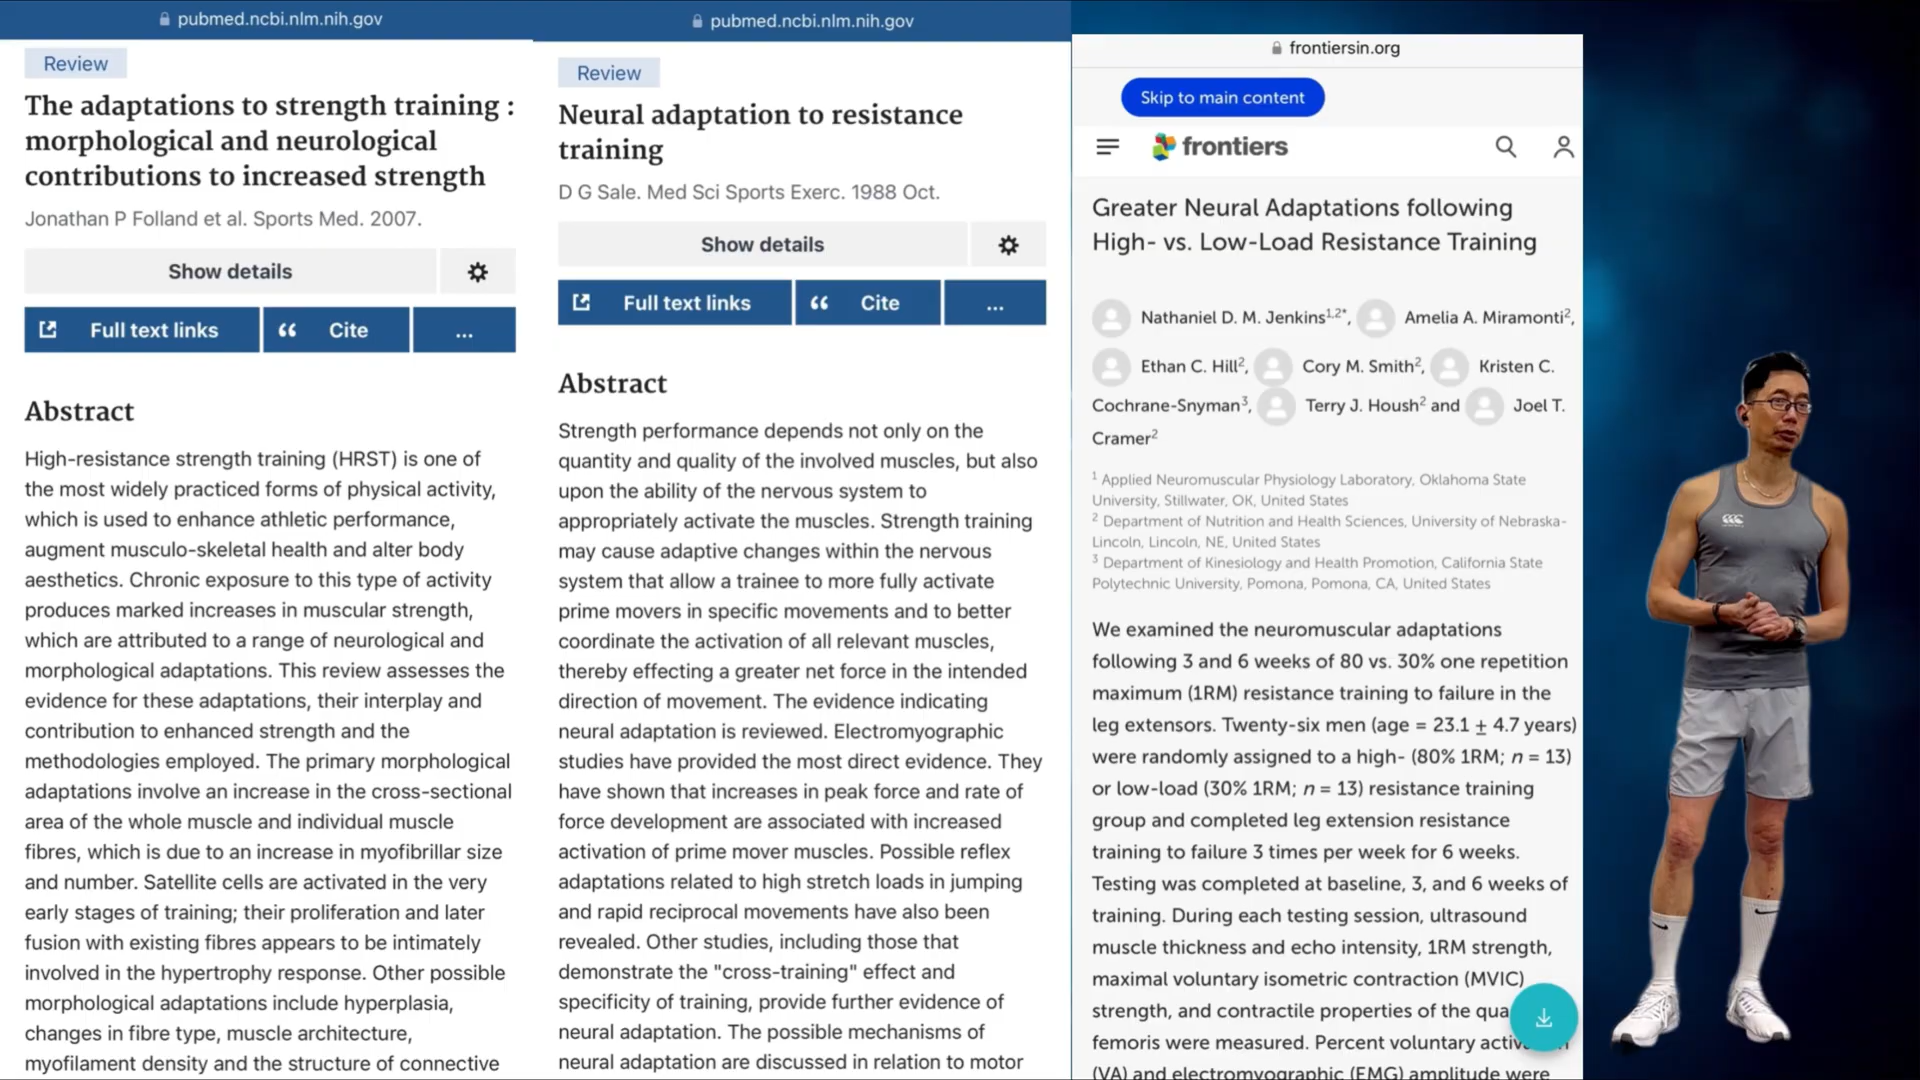 pubmed.ncbi.nlm.nih.gov
Review
The adaptations to strength training :
morphological and neurological
contributions to increased strength
Jonathan P Folland et al. Sports Med. 2007.
Show details
Full text links
“ Cite
...
Abstract
High-resistance strength training (HRST) is one of
the most widely practiced forms of physical activity,
which is used to enhance athletic performance,
augment musculo-skeletal health and alter body
aesthetics. Chronic exposure to this type of activity
produces marked increases in muscular strength,
which are attributed to a range of neurological and
morphological adaptations. This review assesses the
evidence for these adaptations, their interplay and
contribution to enhanced strength and the
methodologies employed. The primary morphological
adaptations involve an increase in the cross-sectional
area of the whole muscle and individual muscle
fibres, which is due to an increase in myofibrillar size
and number. Satellite cells are activated in the very
early stages of training; their proliferation and later
fusion with existing fibres appears to be intimately
involved in the hypertrophy response. Other possible
morphological adaptations include hyperplasia,
changes in fibre type, muscle architecture,
myofilament density and the structure of connective
pubmed.ncbi.nlm.nih.gov
Review
Neural adaptation to resistance
training
D G Sale. Med Sci Sports Exerc. 1988 Oct.
Show details
Full text links
“ Cite
...
Abstract
Strength performance depends not only on the
quantity and quality of the involved muscles, but also
upon the ability of the nervous system to
appropriately activate the muscles. Strength training
may cause adaptive changes within the nervous
system that allow a trainee to more fully activate
prime movers in specific movements and to better
coordinate the activation of all relevant muscles,
thereby effecting a greater net force in the intended
direction of movement. The evidence indicating
neural adaptation is reviewed. Electromyographic
studies have provided the most direct evidence. They
have shown that increases in peak force and rate of
force development are associated with increased
activation of prime mover muscles. Possible reflex
adaptations related to high stretch loads in jumping
and rapid reciprocal movements have also been
revealed. Other studies, including those that
demonstrate the "cross-training" effect and
specificity of training, provide further evidence of
neural adaptation. The possible mechanisms of
neural adaptation are discussed in relation to motor
frontiersin.org
Skip to main content
frontiers
Greater Neural Adaptations following
High- vs. Low-Load Resistance Training
Nathaniel D. M. Jenkins1,2*, Amelia A. Miramonti2,
Ethan C. Hill2, Cory M. Smith2, Kristen C.
Cochrane-Snyman3, Terry J. Housh2 and Joel T.
Cramer2
1 Applied Neuromuscular Physiology Laboratory, Oklahoma State
University, Stillwater, OK, United States
2 Department of Nutrition and Health Sciences, University of Nebraska-
Lincoln, Lincoln, NE, United States
3 Department of Kinesiology and Health Promotion, California State
Polytechnic University, Pomona, Pomona, CA, United States
We examined the neuromuscular adaptations
following 3 and 6 weeks of 80 vs. 30% one repetition
maximum (1RM) resistance training to failure in the
leg extensors. Twenty-six men (age = 23.1 ± 4.7 years)
were randomly assigned to a high- (80% 1RM; n = 13)
or low-load (30% 1RM; n = 13) resistance training
group and completed leg extension resistance
training to failure 3 times per week for 6 weeks.
Testing was completed at baseline, 3, and 6 weeks of
training. During each testing session, ultrasound
muscle thickness and echo intensity, 1RM strength,
maximal voluntary isometric contraction (MVIC)
strength, and contractile properties of the
femoris were measured. Percent voluntary
(VA) and electromyographic (EMG) amplitude were